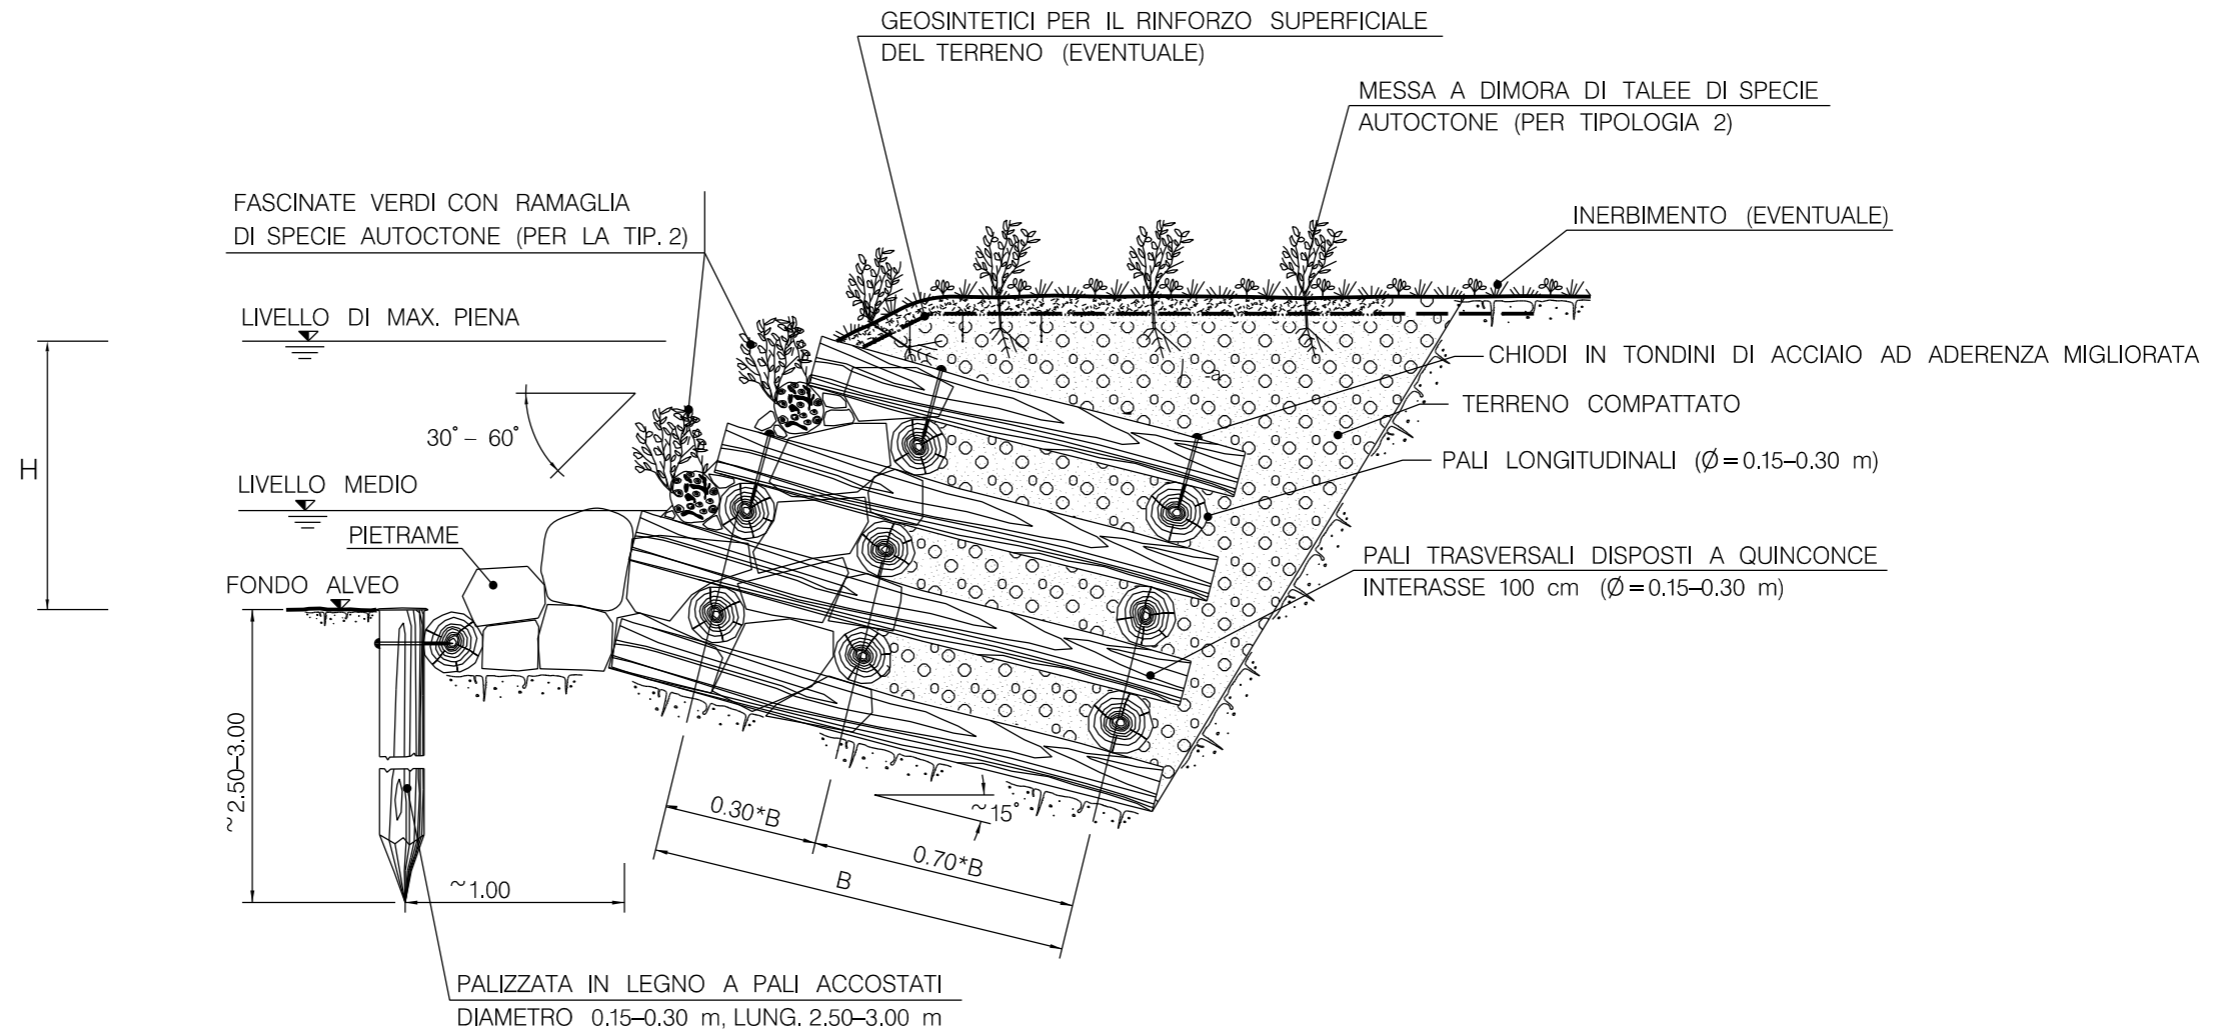 GEOSINTETICI PER IL RINFORZO SUPERFICIALE
DEL TERRENO (EVENTUALE)
MESSA A DIMORA DI TALEE DI SPECIE
AUTOCTONE (PER TIPOLOGIA 2)
FASCINATE VERDI CON RAMAGLIA
DI SPECIE AUTOCTONE (PER LA TIP. 2)
INERBIMENTO (EVENTUALE)
LIVELLO DI MAX. PIENA
CHIODI IN TONDINI DI ACCIAIO AD ADERENZA MIGLIORATA
TERRENO COMPATTATO
30° - 60°
H
PALI LONGITUDINALI (Ø=0.15-0.30 m)
LIVELLO MEDIO
PIETRAME
PALI TRASVERSALI DISPOSTI A QUINCONCE
INTERASSE 100 cm (Ø=0.15-0.30 m)
FONDO ALVEO
~2.50-3.00
0.30*B
~15°
0.70*B
B
~1.00
PALIZZATA IN LEGNO A PALI ACCOSTATI
DIAMETRO 0.15-0.30 m, LUNG. 2.50-3.00 m